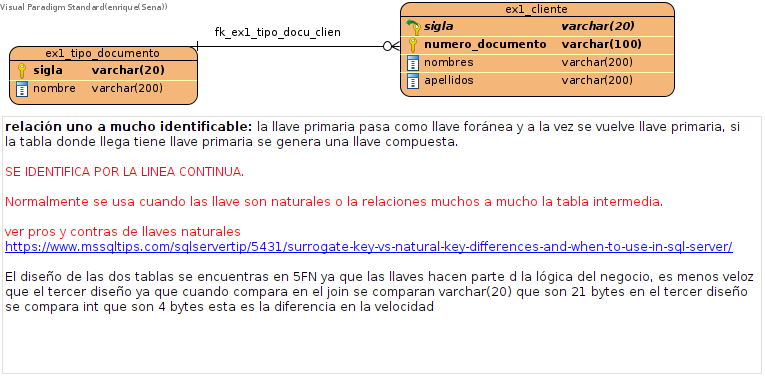 Visual Paradigm Standard(enrique(Sena))
ex1_cliente
fk_ex1_tipo_docu_clien
sigla varchar(20)
numero_documento varchar(100)
nombres varchar(200)
apellidos varchar(200)
ex1_tipo_documento
sigla varchar(20)
nombre varchar(200)
relación uno a mucho identificable: la llave primaria pasa como llave foránea y a la vez se vuelve llave primaria, si
la tabla donde llega tiene llave primaria se genera una llave compuesta.
SE IDENTIFICA POR LA LINEA CONTINUA.
Normalmente se usa cuando las llave son naturales o la relaciones muchos a mucho la tabla intermedia.
ver pros y contras de llaves naturales
https://www.mssqltips.com/sqlservertip/5431/surrogate-key-vs-natural-key-differences-and-when-to-use-in-sql-server/
El diseño de las dos tablas se encuentras en 5FN ya que las llaves hacen parte d la lógica del negocio, es menos veloz
que el tercer diseño ya que cuando compara en el join se comparan varchar(20) que son 21 bytes en el tercer diseño
se compara int que son 4 bytes esta es la diferencia en la velocidad